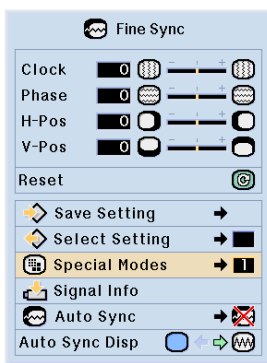 Fine Sync
Clock 0
Phase 0
H-Pos 0
V-Pos 0
Reset
Save Setting
Select Setting
Special Modes 1
Signal Info
Auto Sync
Auto Sync Disp